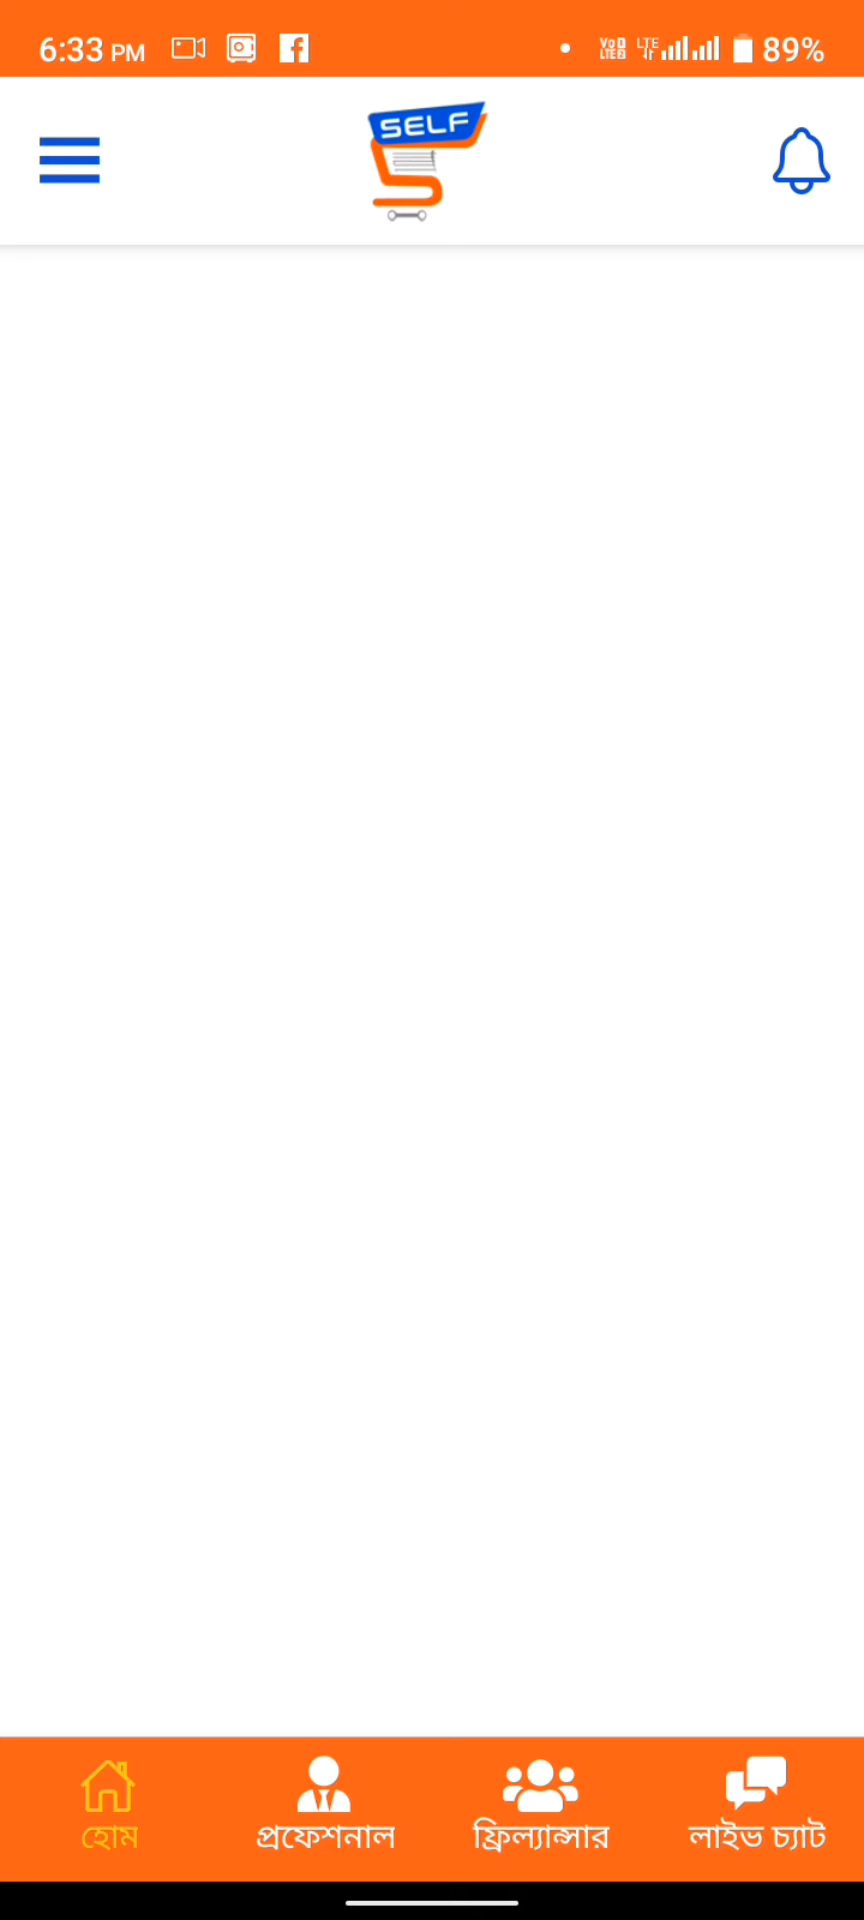 6:33 PM
89%
SELF
হোম
প্রফেশনাল
ফ্রিল্যান্সার
লাইভ চ্যাট